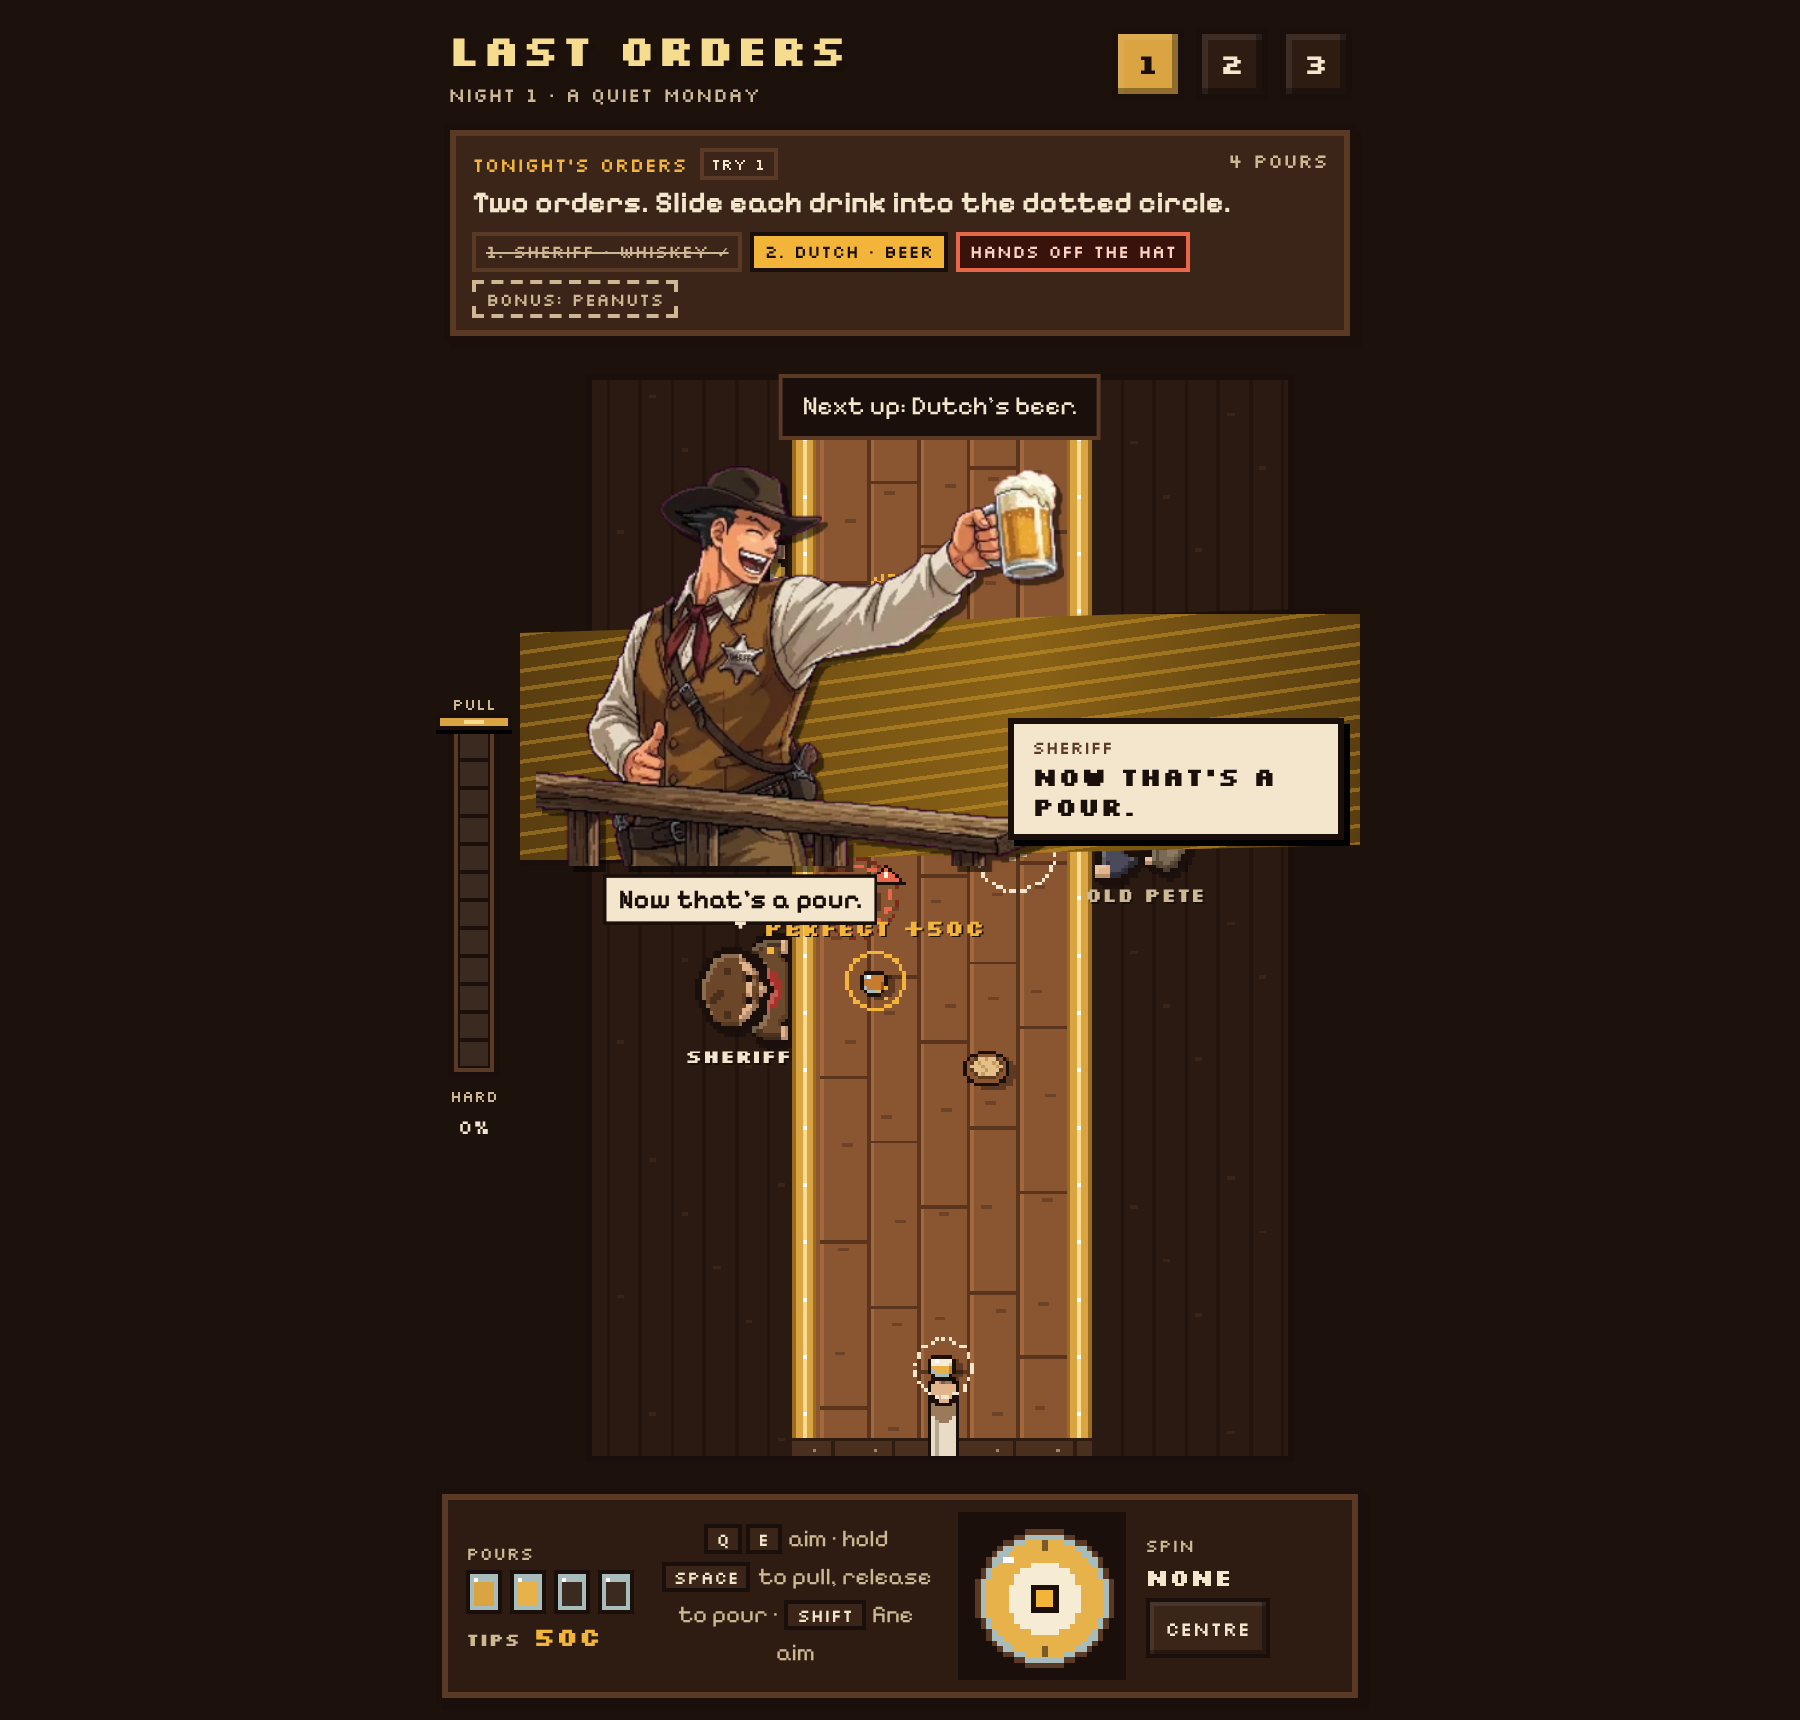 LAST ORDERS
1 2 3
NIGHT 1 · A QUIET MONDAY
TONIGHT'S ORDERS TRY 1 4 POURS
Two orders. Slide each drink into the dotted circle.
1. SHERIFF · WHISKEY ✓ 2. DUTCH · BEER HANDS OFF THE HAT
BONUS: PEANUTS
Next up: Dutch's beer.
PULL
SHERIFF
NOW THAT'S A
POUR.
OLD PETE
Now that's a pour.
PERFECT +50¢
SHERIFF
HARD
0%
POURS
TIPS 50¢
Q E aim · hold
SPACE to pull, release
to pour · SHIFT fine
aim
SPIN
NONE
CENTRE